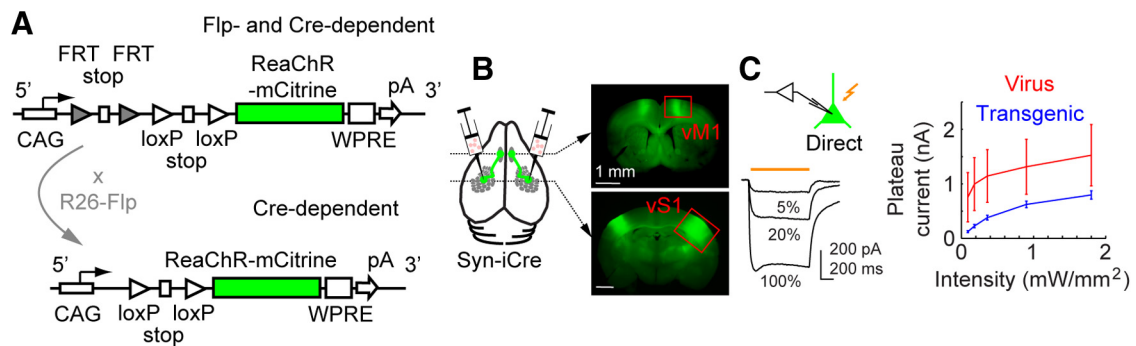 A
Flp- and Cre-dependent
FRT FRT
stop
ReaChR
-mCitrine
5'
pA
3'
CAG
loxP
loxP
WPRE
stop
x
R26-Flp
Cre-dependent
5'
ReaChR-mCitrine
pA
3'
CAG
loxP
loxP
WPRE
stop
B
Syn-iCre
vM1
1 mm
vS1
C
Direct
5%
20%
100%
200 pA
200 ms
Virus
Transgenic
Plateau
current (nA)
2
1
0
0
1
2
Intensity (mW/mm²)